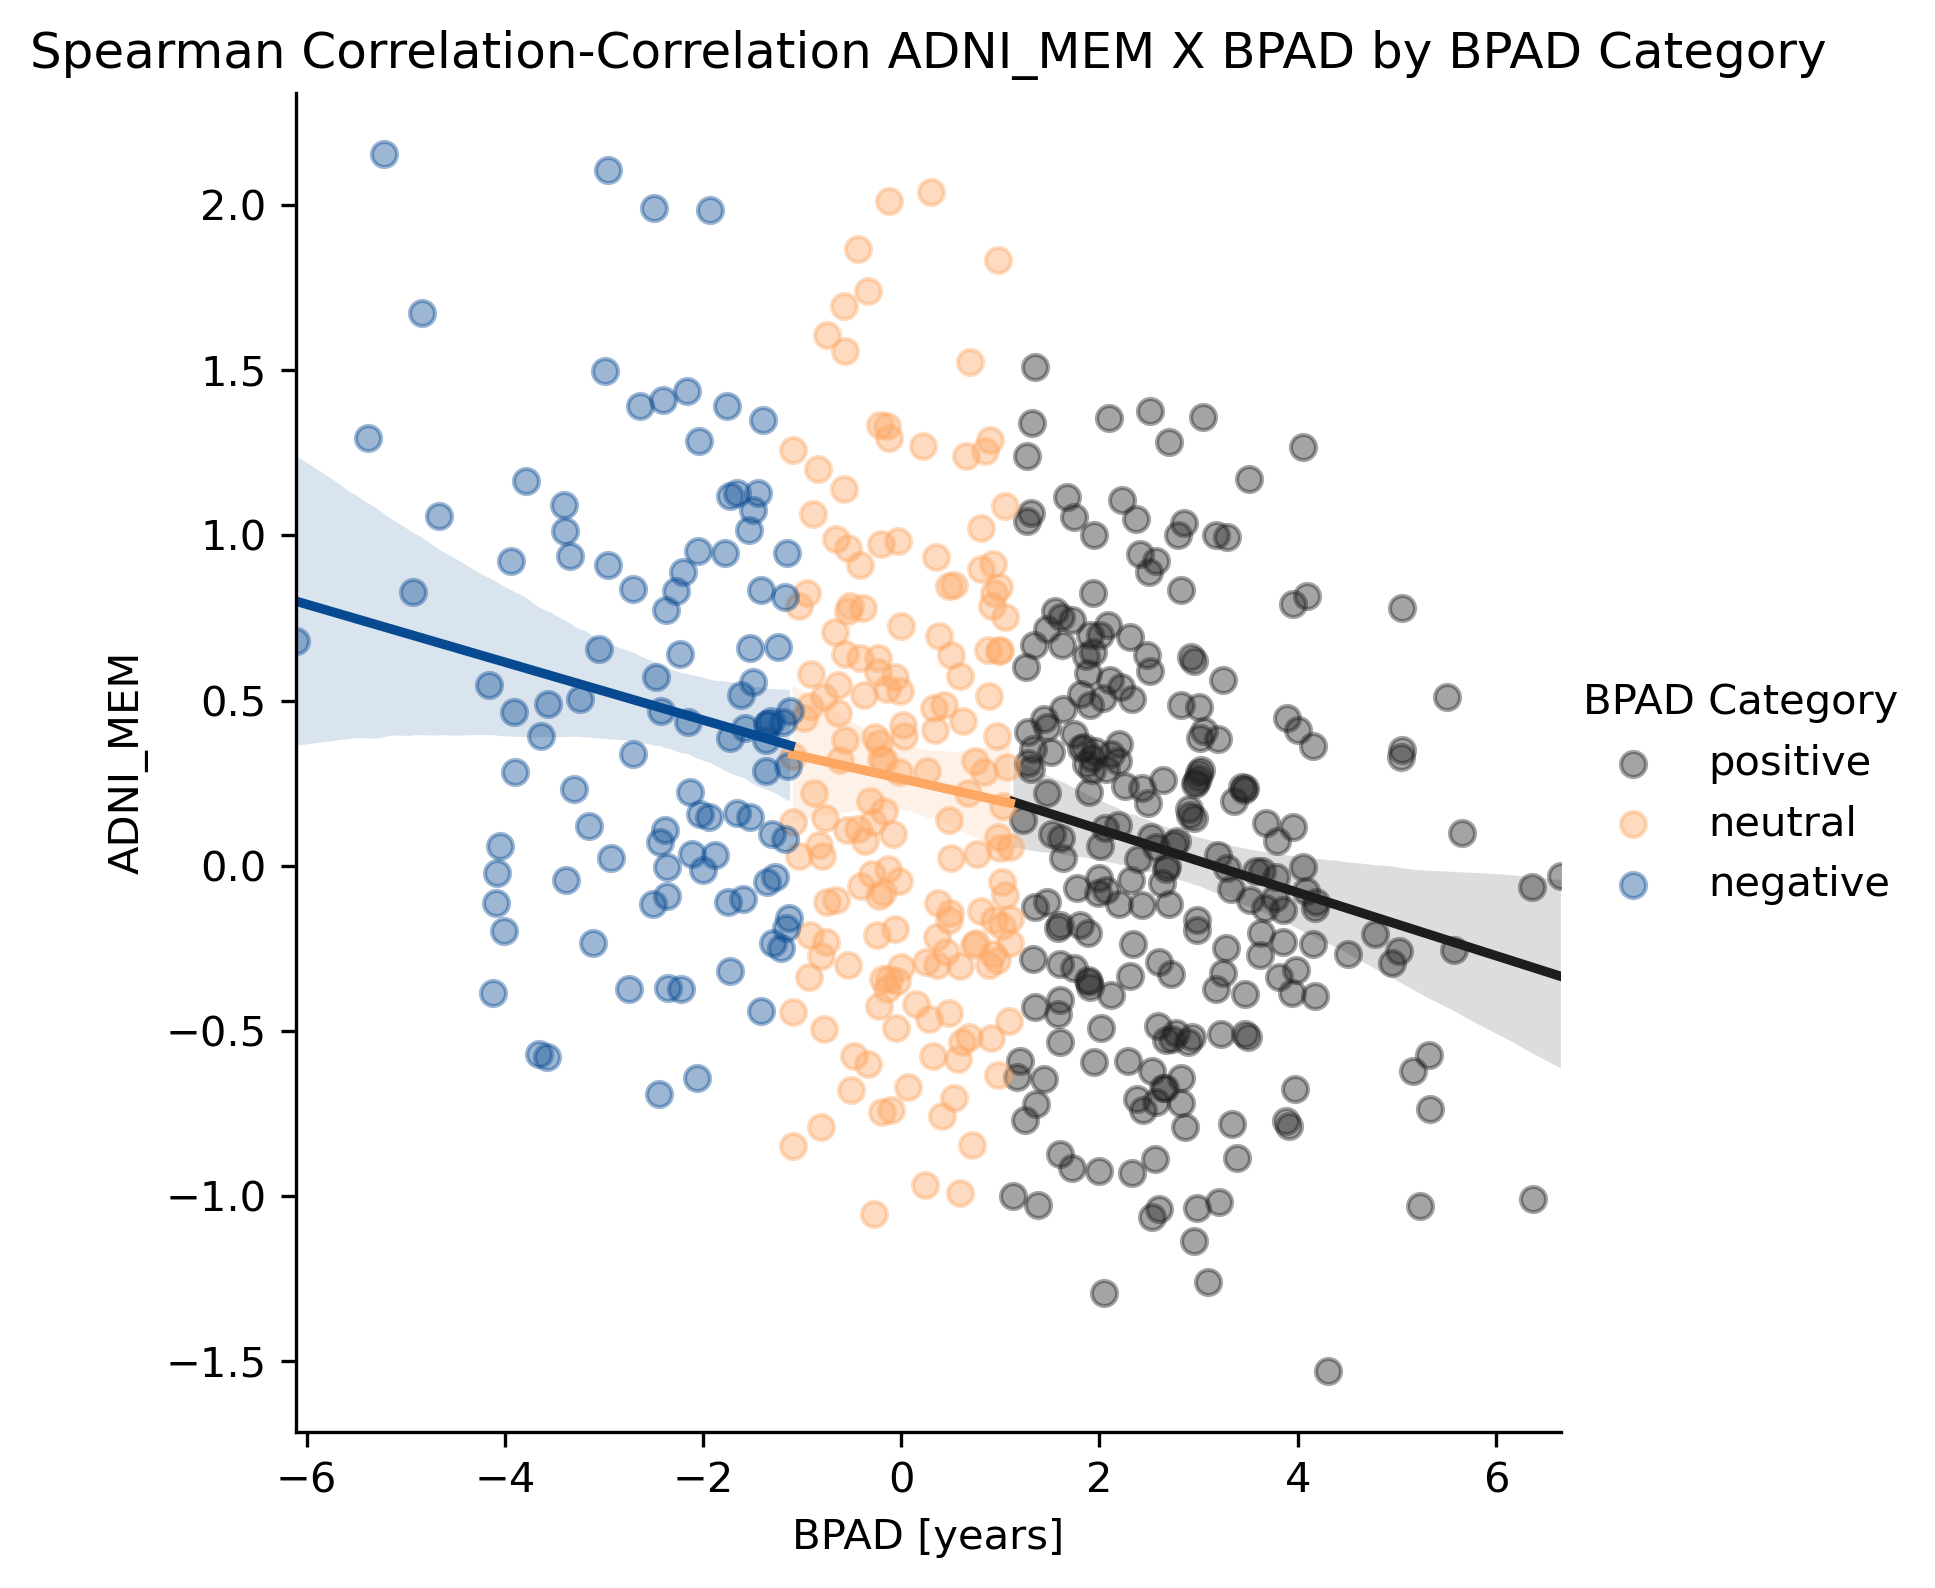 Spearman Correlation-Correlation ADNI_MEM X BPAD by BPAD Category
2.0
1.5
1.0
0.5
0.0
−0.5
−1.0
−1.5
ADNI_MEM
−6
−4
−2
0
2
4
6
BPAD [years]
BPAD Category
positive
neutral
negative